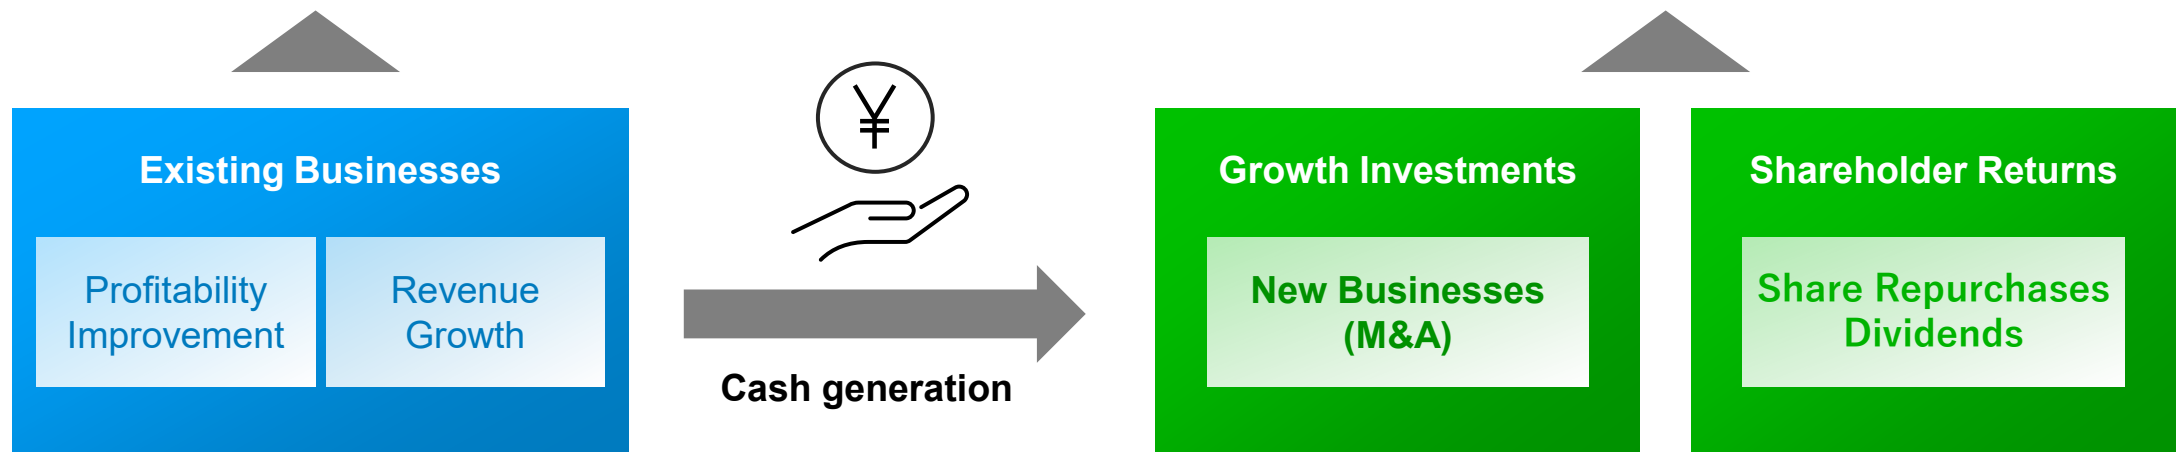 Existing Businesses
Profitability
Improvement
Revenue
Growth
¥
Cash generation
Growth Investments
New Businesses
(M&A)
Shareholder Returns
Share Repurchases
Dividends